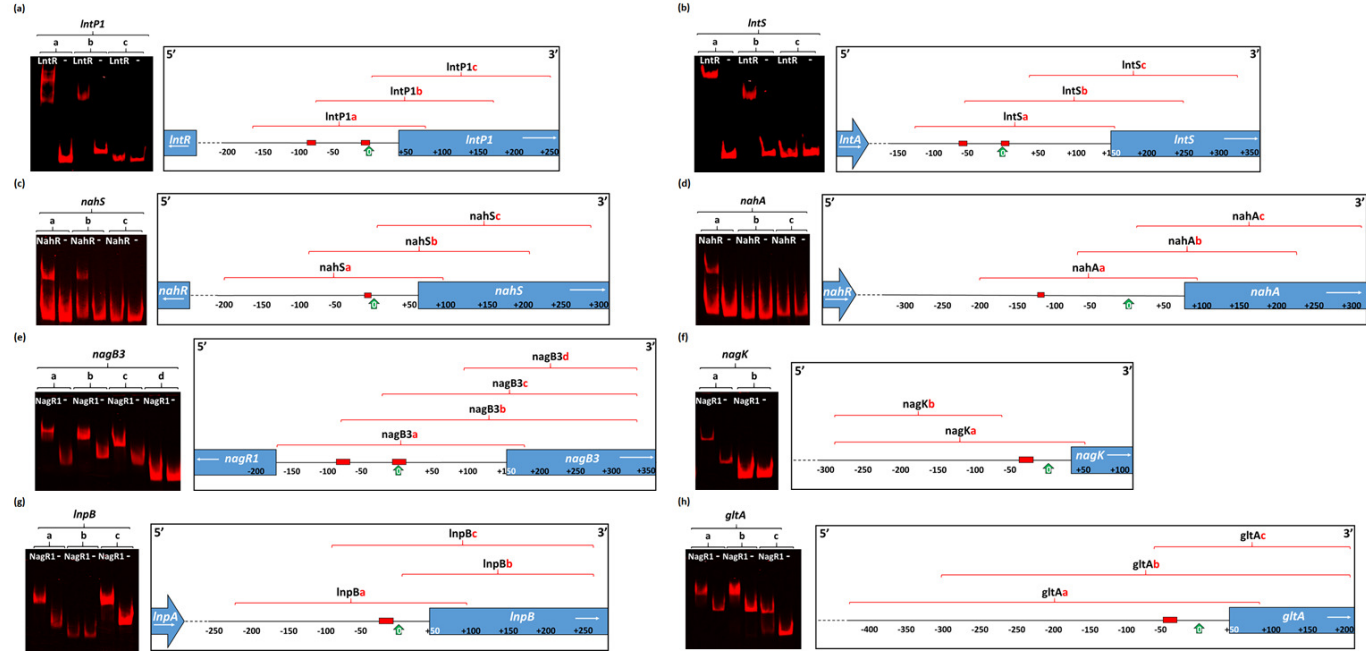 (a)
lntP1
a b c
LntR - LntR - LntR -
5' 3'
lntP1c
lntP1b
lntP1a
lntR lntP1
-200 -150 -100 -50 0 +50 +100 +150 +200 +250
(b)
lntS
a b c
LntR - LntR - LntR -
5' 3'
lntSc
lntSb
lntSa
lntA lntS
-150 -100 -50 0 +50 +100 +150 +200 +250 +300 +350
(c)
nahS
a b c
NahR - NahR - NahR -
5' 3'
nahSc
nahSb
nahSa
nahR nahS
-200 -150 -100 -50 0 +50 +100 +150 +200 +250 +300
(d)
nahA
a b c
NahR - NahR - NahR -
5' 3'
nahAc
nahAb
nahAa
nahR nahA
-300 -250 -200 -150 -100 -50 0 +50 +100 +150 +200 +250 +300
(e)
nagB3
a b c d
NagR1 - NagR1 - NagR1 - NagR1 -
5' 3'
nagB3d
nagB3c
nagB3b
nagB3a
nagR1 nagB3
-200 -150 -100 -50 0 +50 +100 +150 +200 +250 +300 +350
(f)
nagK
a b
NagR1 - NagR1 -
5' 3'
nagKb
nagKa
nagK
-300 -250 -200 -150 -100 -50 0 +50 +100
(g)
lnpB
a b c
NagR1 - NagR1 - NagR1 -
5' 3'
lnpBc
lnpBb
lnpBa
lnpA lnpB
-250 -200 -150 -100 -50 0 +50 +100 +150 +200 +250
(h)
gltA
a b c
NagR1 - NagR1 - NagR1 -
5' 3'
gltAc
gltAb
gltAa
gltA
-400 -350 -300 -250 -200 -150 -100 -50 0 +50 +100 +150 +200